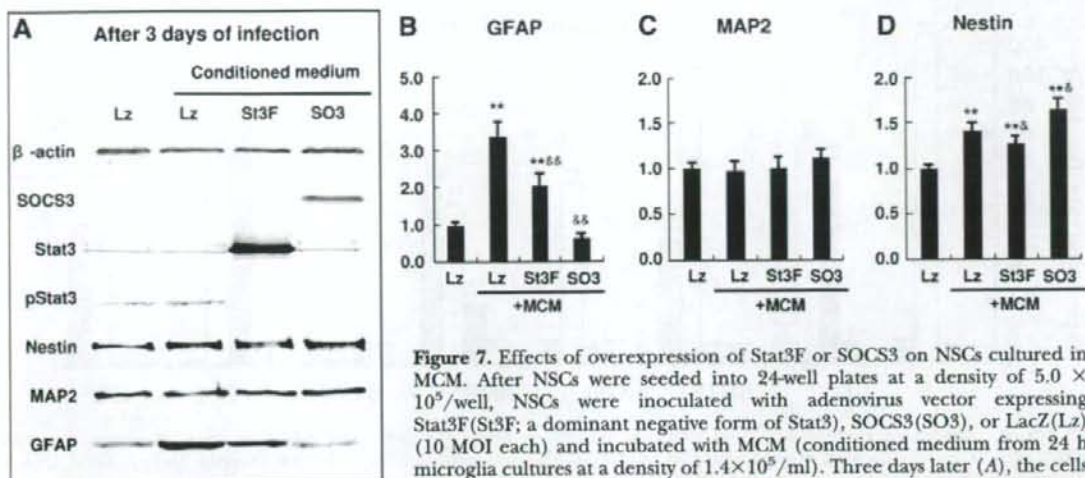 A After 3 days of infection
Conditioned medium
Lz Lz St3F SO3
β -actin
SOCS3
Stat3
pStat3
Nestin
MAP2
GFAP
B GFAP
5.0
4.0
3.0
2.0
1.0
0.0
** **&& &&
Lz Lz St3F SO3
+MCM
C MAP2
2.0
1.5
1.0
0.5
0.0
Lz Lz St3F SO3
+MCM
D Nestin
2.0
1.5
1.0
0.5
0.0
** **& **&
Lz Lz St3F SO3
+MCM
Figure 7. Effects of overexpression of Stat3F or SOCS3 on NSCs cultured in
MCM. After NSCs were seeded into 24-well plates at a density of 5.0 ×
10⁵/well, NSCs were inoculated with adenovirus vector expressing
Stat3F(St3F; a dominant negative form of Stat3), SOCS3(SO3), or LacZ(Lz)
(10 MOI each) and incubated with MCM (conditioned medium from 24 h
microglia cultures at a density of 1.4×10⁵/ml). Three days later (A), the cells